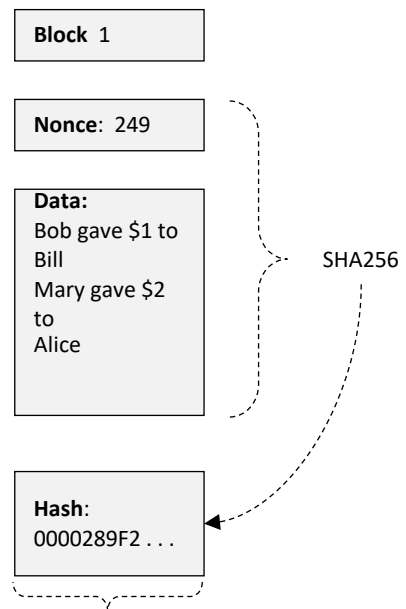 Block 1
Nonce: 249
Data:
Bob gave $1 to
Bill
Mary gave $2
to
Alice
SHA256
Hash:
0000289F2 . . .